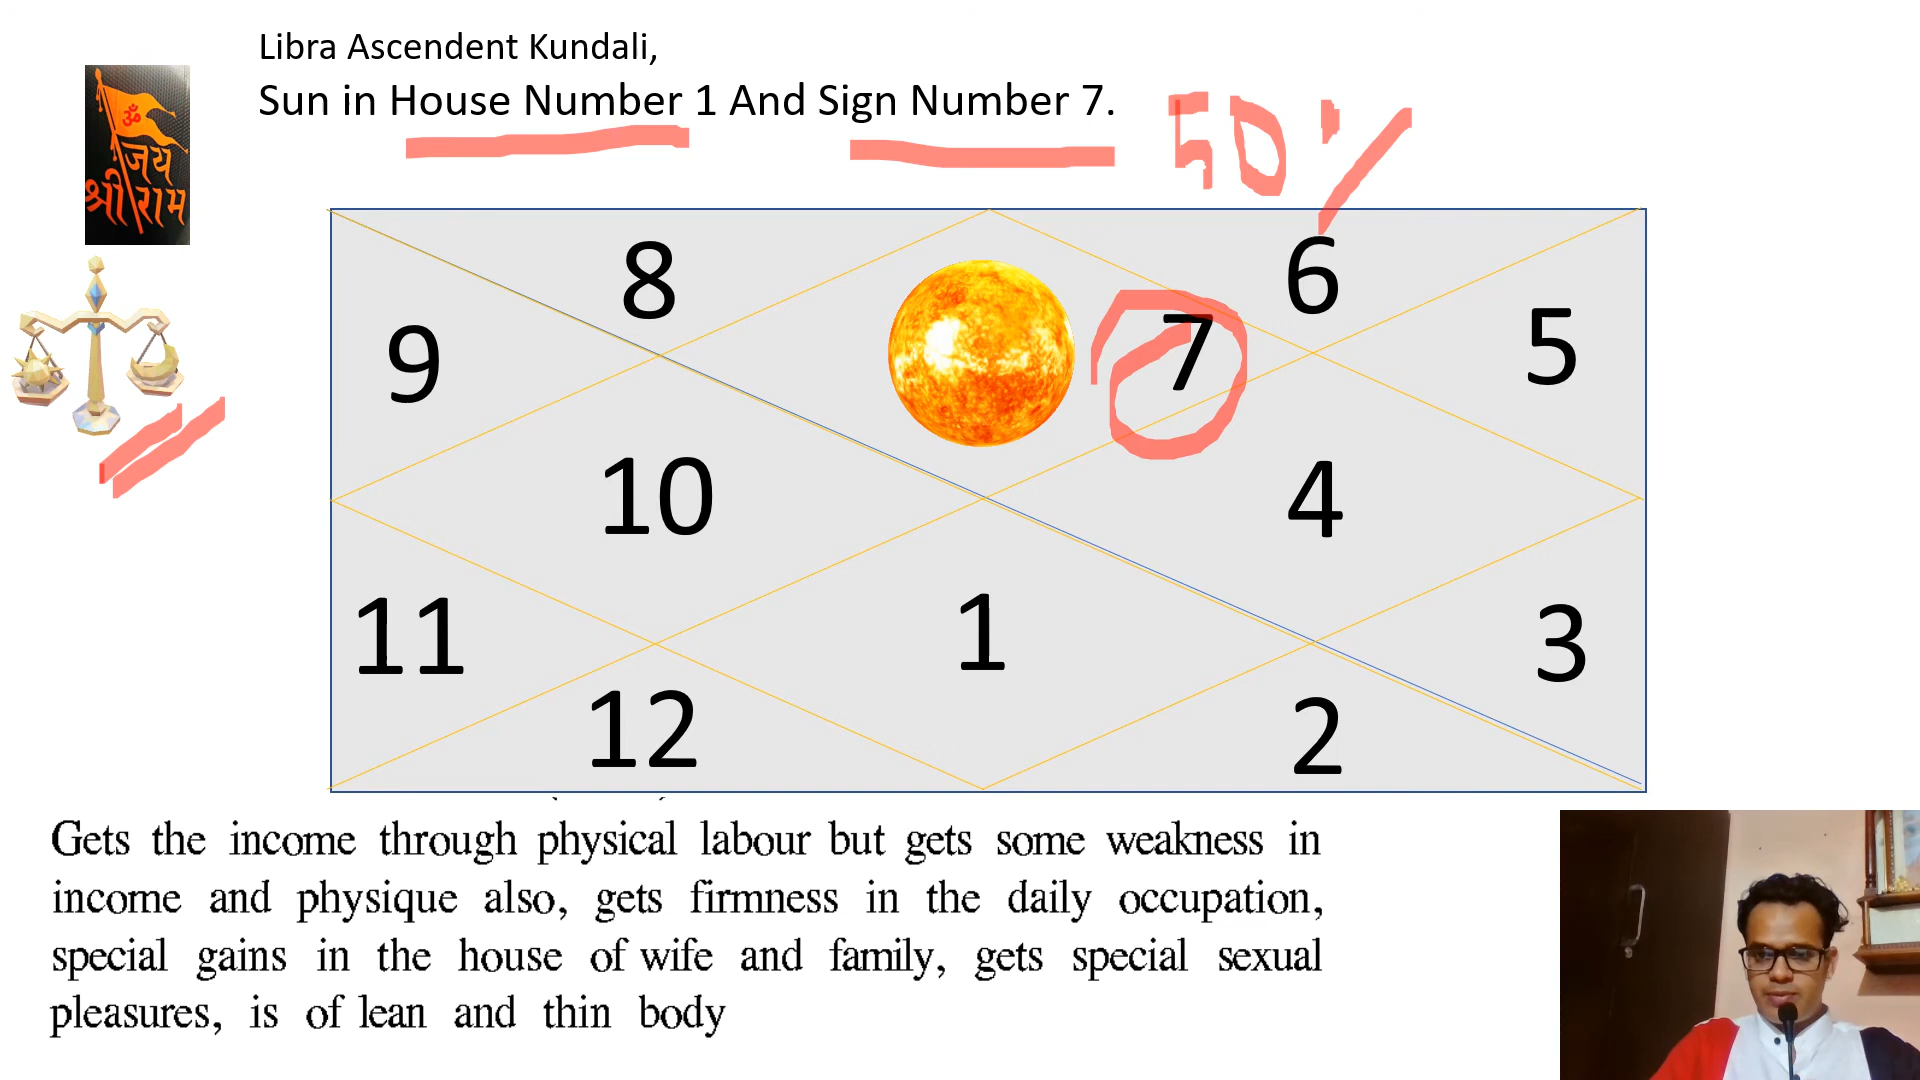 Libra Ascendent Kundali,
Sun in House Number 1 And Sign Number 7.
50%
ॐ
जय
श्री राम
8
6
9
7
5
10
4
11
1
3
12
2
Gets the income through physical labour but gets some weakness in
income and physique also, gets firmness in the daily occupation,
special gains in the house of wife and family, gets special sexual
pleasures, is of lean and thin body